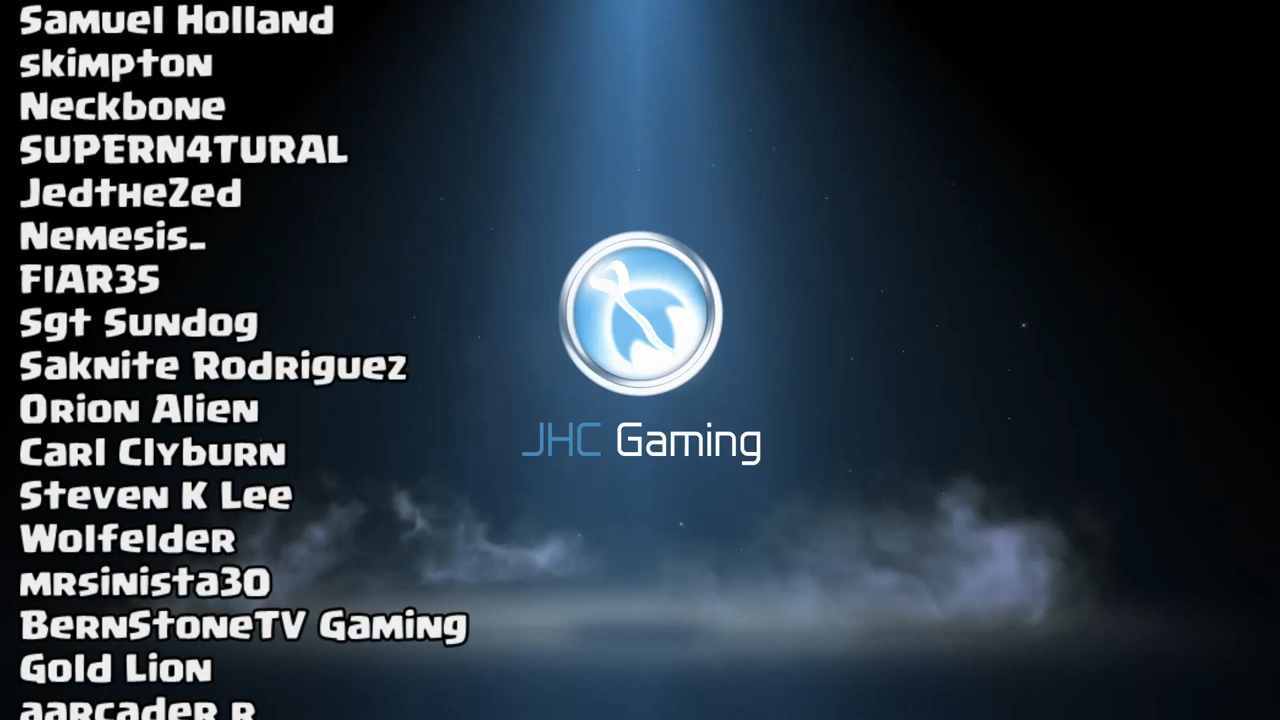 Samuel Holland
skimpton
Neckbone
SUPERN4TURAL
JedtheZed
Nemesis_
FIAR35
Sgt Sundog
Saknite Rodriguez
Orion Alien
Carl Clyburn
Steven K Lee
Wolfelder
mrsinista30
BernStoneTV Gaming
Gold Lion
aarcader R
JHC Gaming